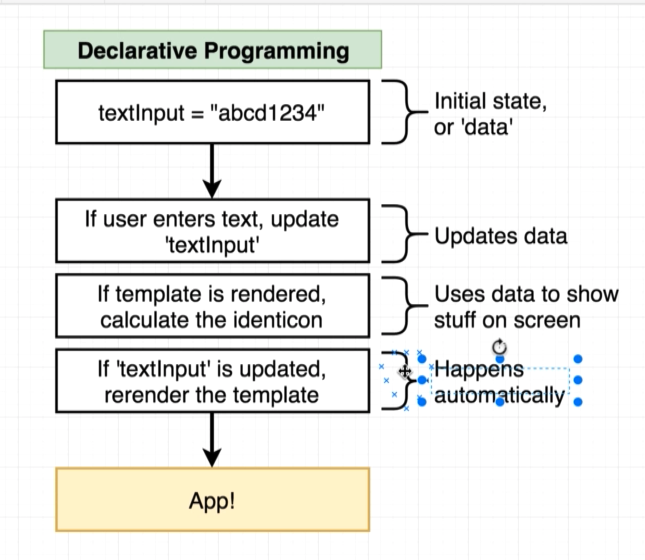 Declarative Programming
textInput = "abcd1234"
Initial state,
or 'data'
If user enters text, update
'textInput'
Updates data
If template is rendered,
calculate the identicon
Uses data to show
stuff on screen
If 'textInput' is updated,
rerender the template
Happens
automatically
App!